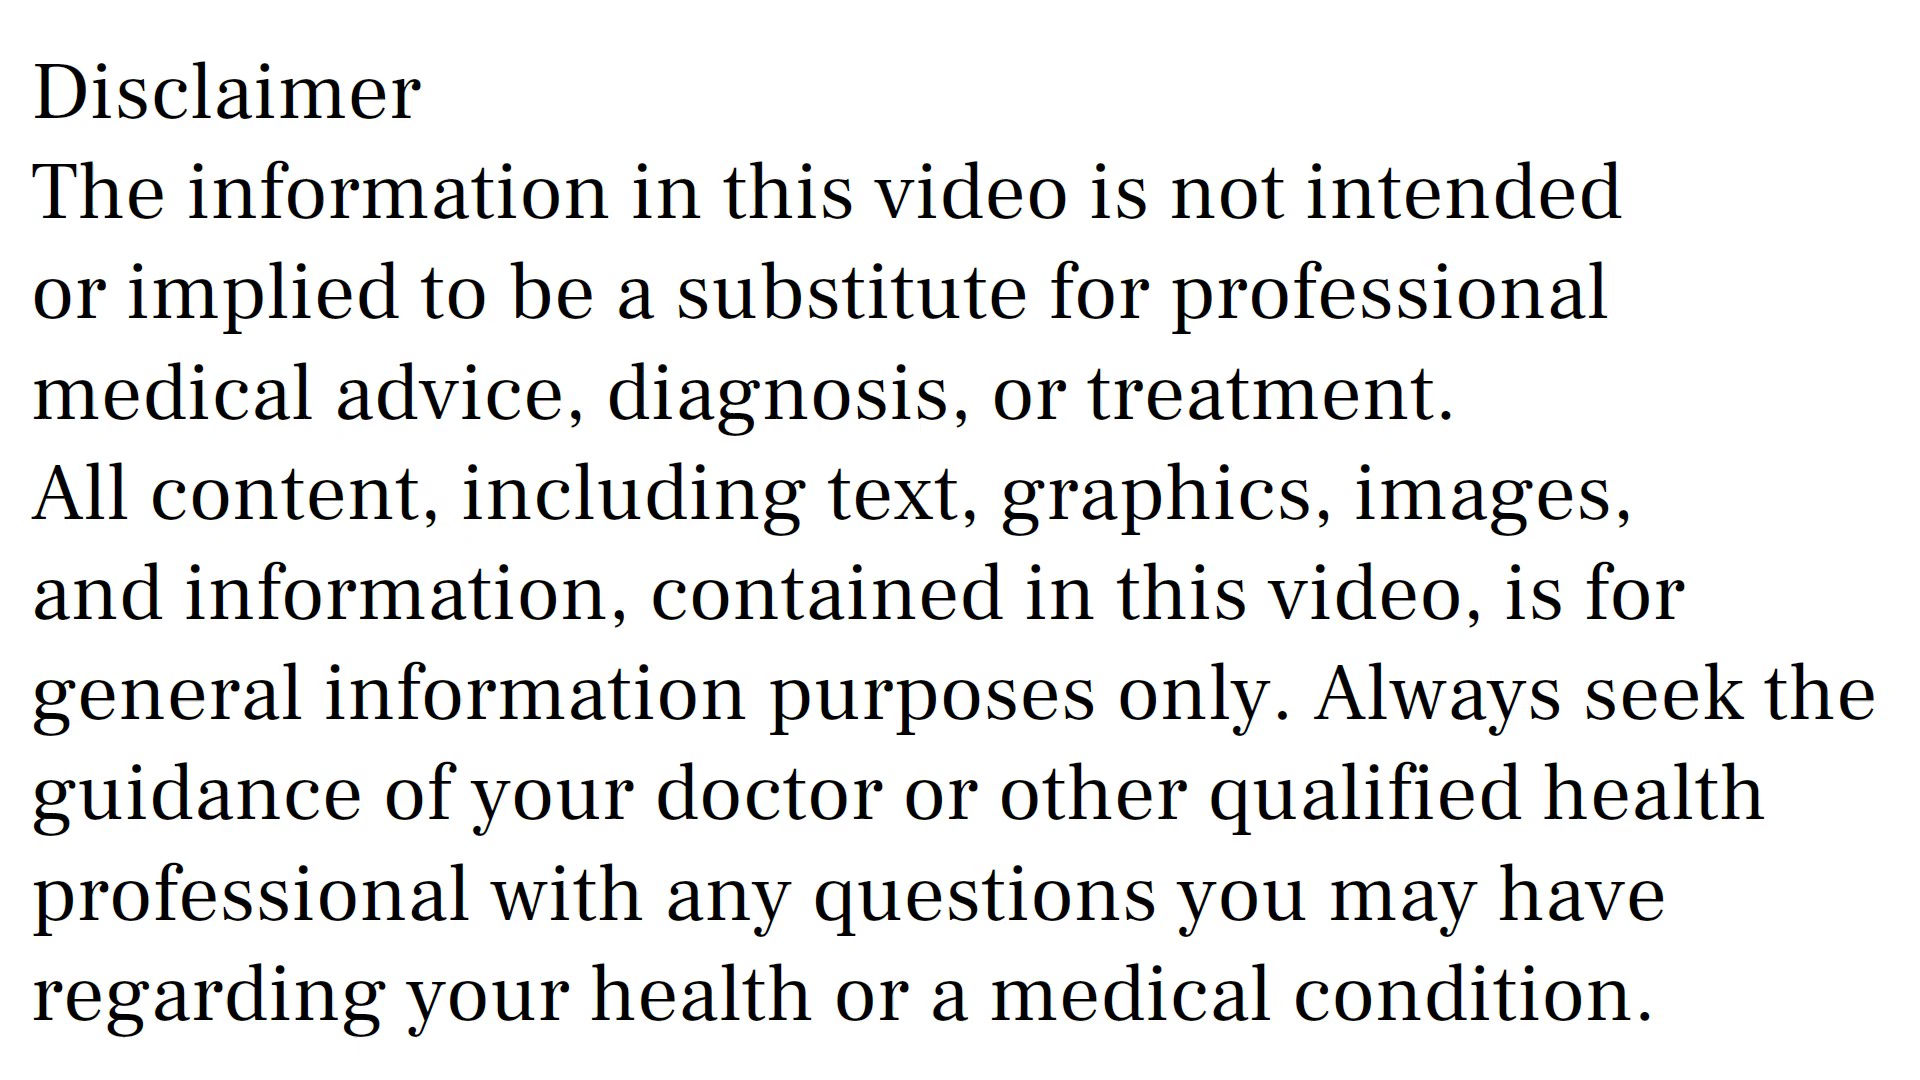 Disclaimer
The information in this video is not intended
or implied to be a substitute for professional
medical advice, diagnosis, or treatment.
All content, including text, graphics, images,
and information, contained in this video, is for
general information purposes only. Always seek the
guidance of your doctor or other qualified health
professional with any questions you may have
regarding your health or a medical condition.